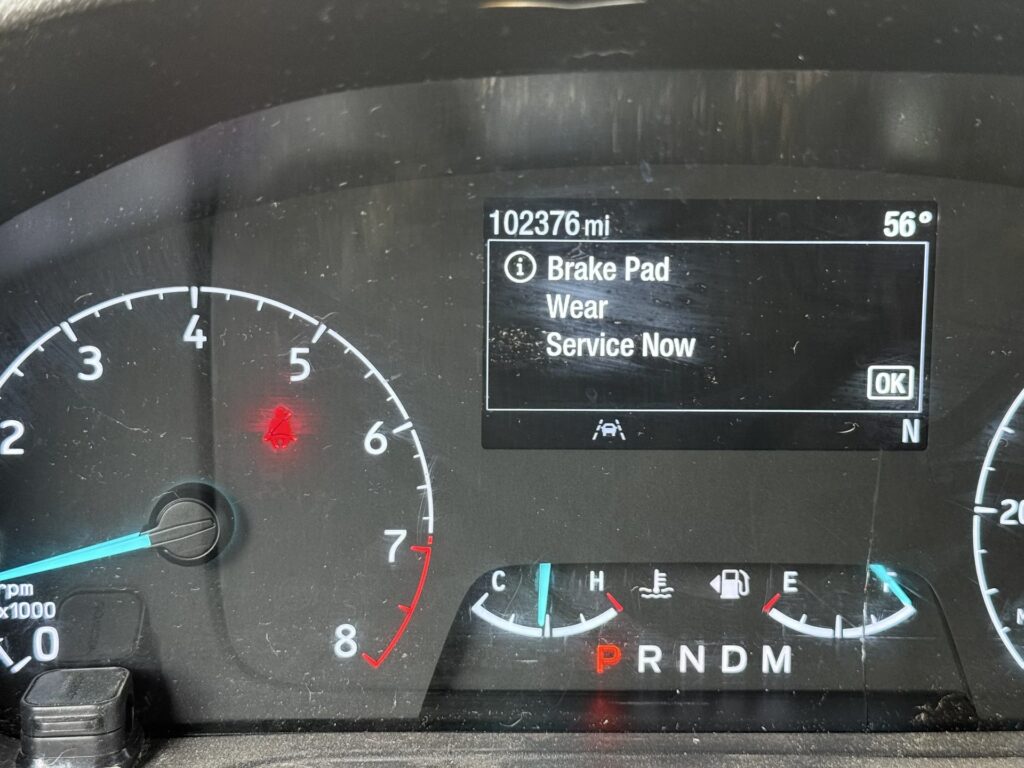 102376 mi 56°
Brake Pad
Wear
Service Now
OK
N
2 3 4 5 6 7 8
rpm
x1000
0
C H E F
P R N D M
20